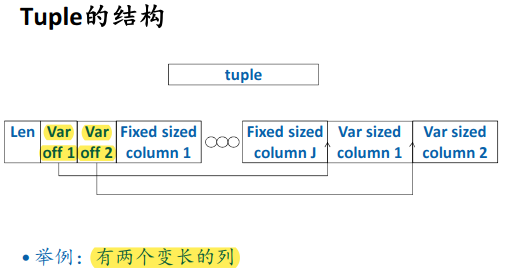 Tuple的结构
tuple
Len
Var
off 1
Var
off 2
Fixed sized
column 1
Fixed sized
column J
Var sized
column 1
Var sized
column 2
• 举例：有两个变长的列